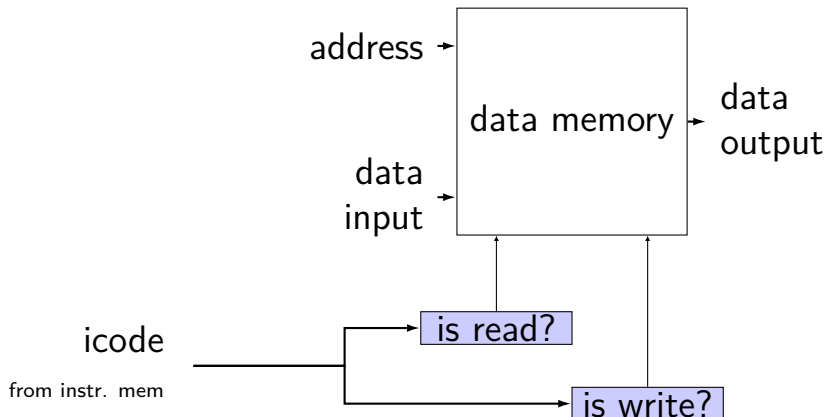 address
data memory
data
output
data
input
is read?
icode
from instr. mem
is write?